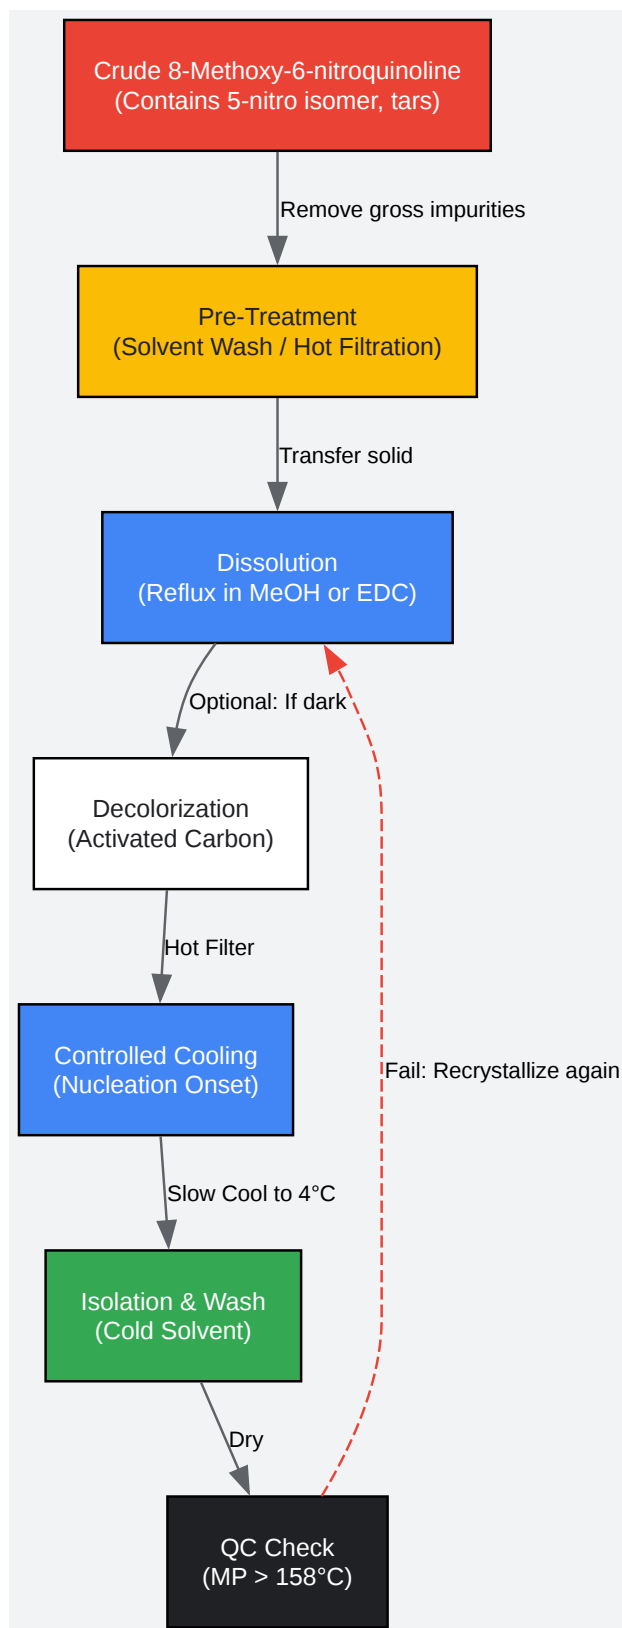 Crude 8-Methoxy-6-nitroquinoline
(Contains 5-nitro isomer, tars)
Remove gross impurities
Pre-Treatment
(Solvent Wash / Hot Filtration)
Transfer solid
Dissolution
(Reflux in MeOH or EDC)
Optional: If dark
Decolorization
(Activated Carbon)
Hot Filter
Controlled Cooling
(Nucleation Onset)
Fail: Recrystallize again
Slow Cool to 4°C
Isolation & Wash
(Cold Solvent)
Dry
QC Check
(MP > 158°C)